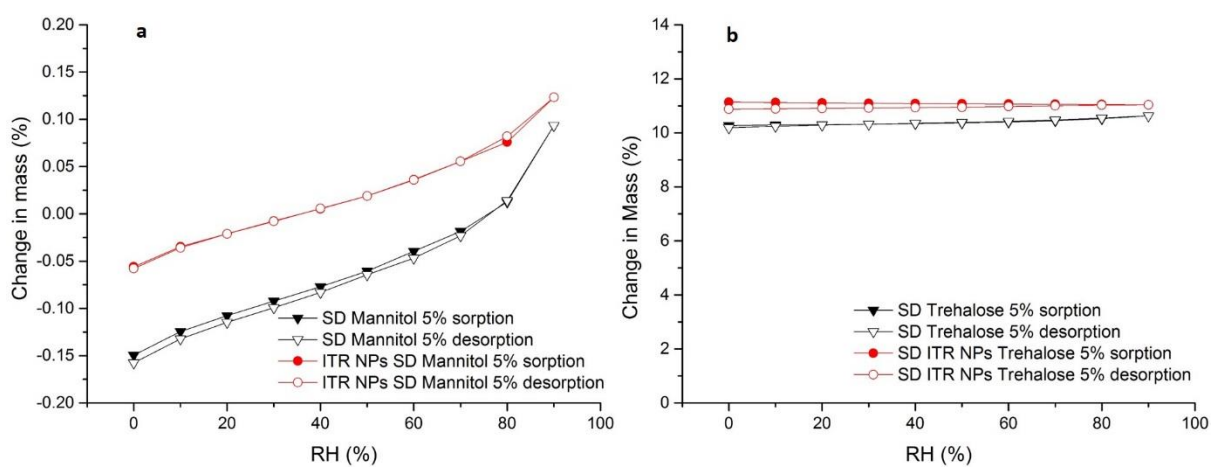 a
Change in mass (%)
0.20
0.15
0.10
0.05
0.00
-0.05
-0.10
-0.15
-0.20
SD Mannitol 5% sorption
SD Mannitol 5% desorption
ITR NPs SD Mannitol 5% sorption
ITR NPs SD Mannitol 5% desorption
0 20 40 60 80 100
RH (%)
b
Change in Mass (%)
14
12
10
8
6
4
2
0
SD Trehalose 5% sorption
SD Trehalose 5% desorption
SD ITR NPs Trehalose 5% sorption
SD ITR NPs Trehalose 5% desorption
0 20 40 60 80 100
RH (%)